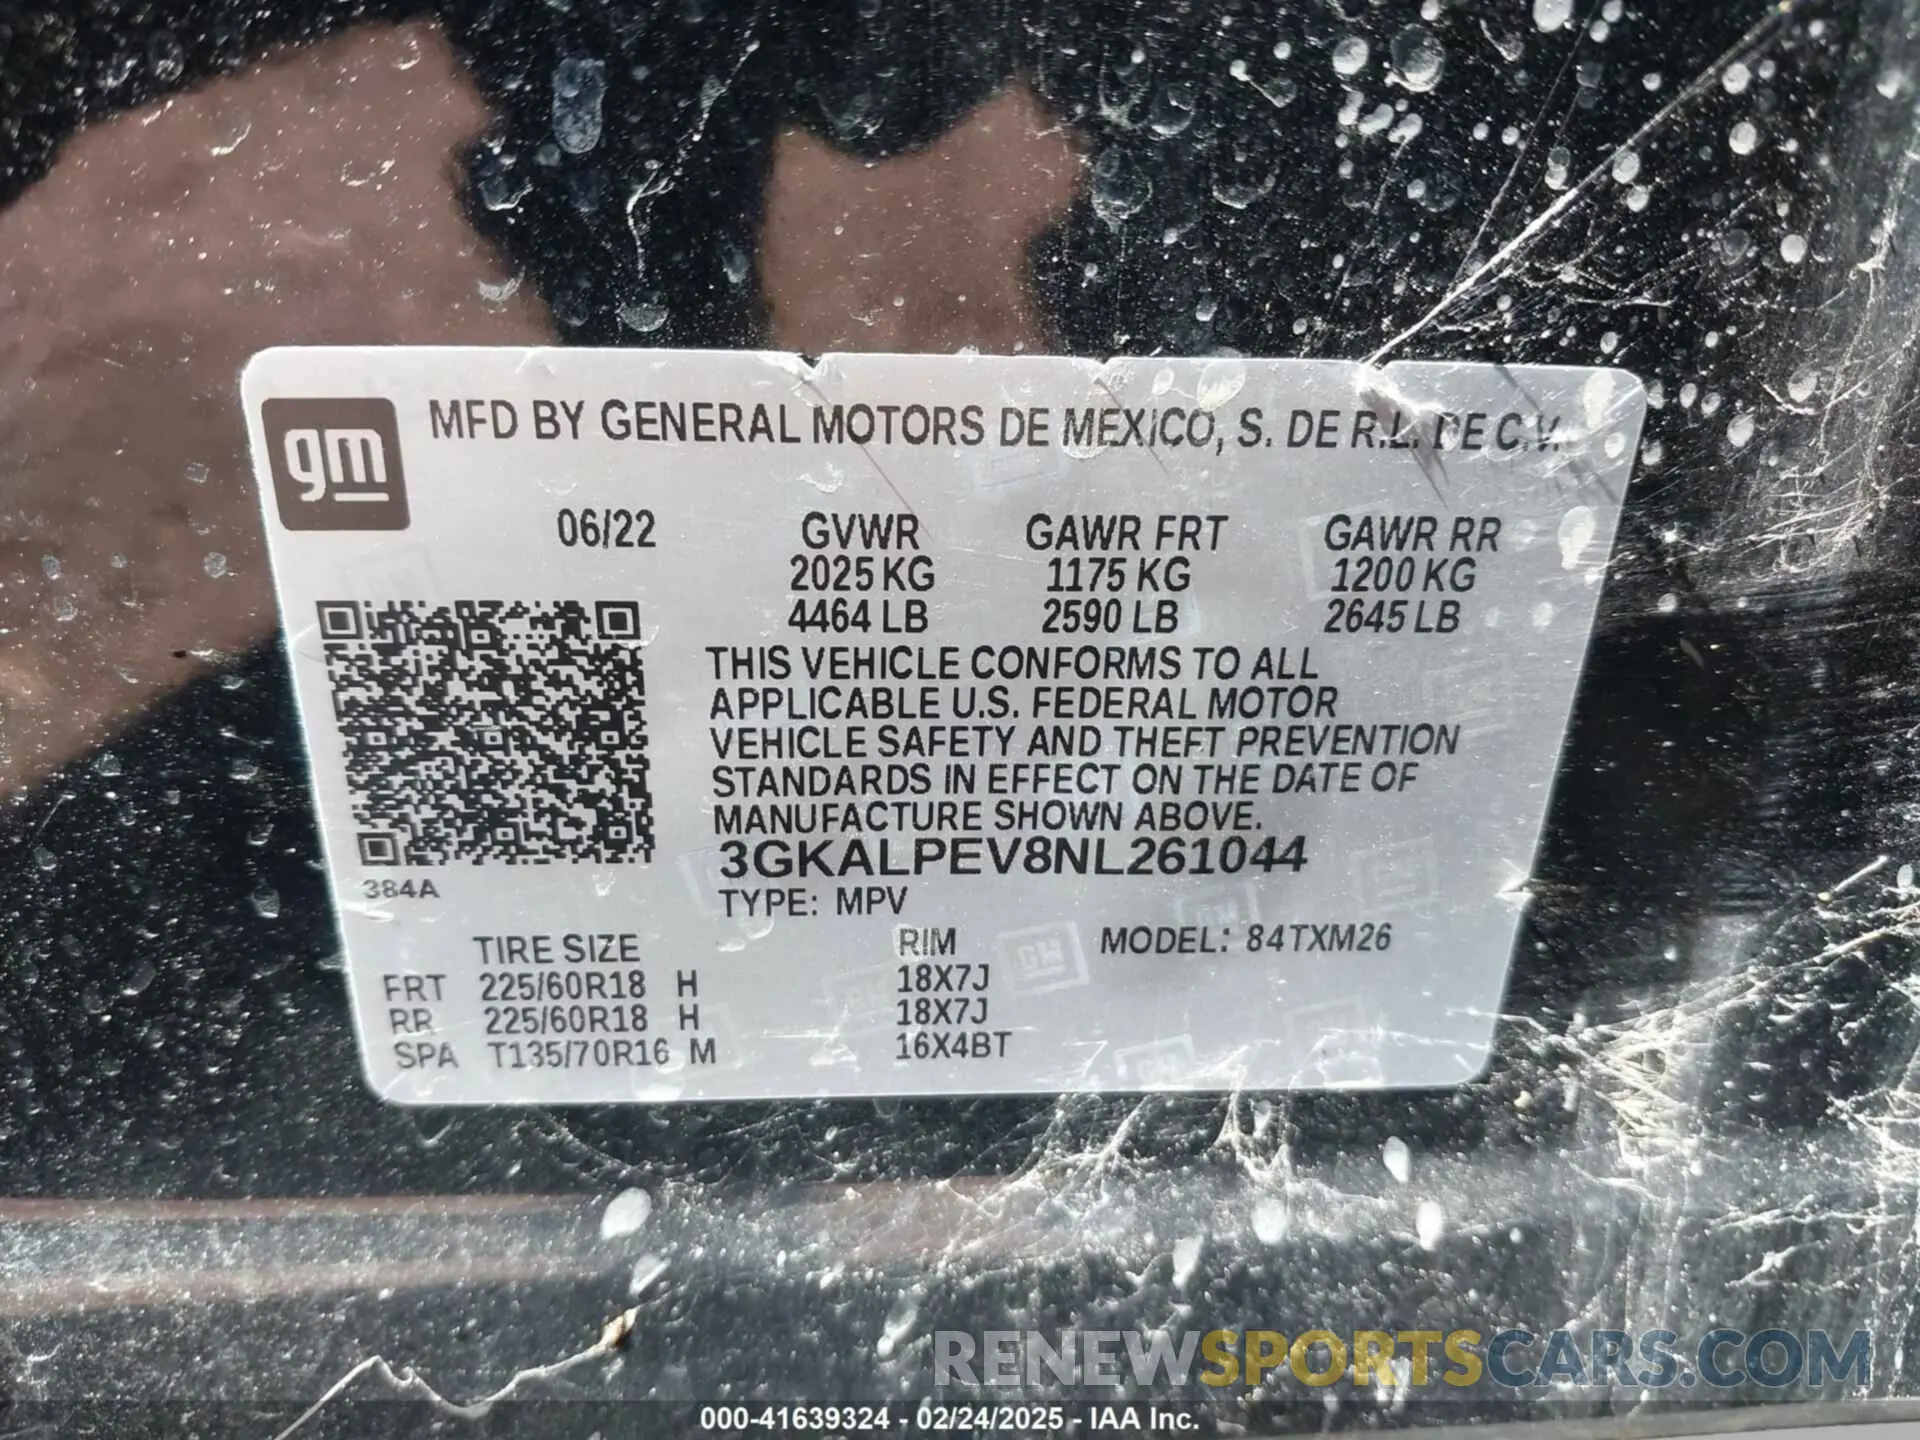 gm
MFD BY GENERAL MOTORS DE MEXICO, S. DE R.L. DE C.V.
06/22 GVWR GAWR FRT GAWR RR
2025 KG 1175 KG 1200 KG
4464 LB 2590 LB 2645 LB
THIS VEHICLE CONFORMS TO ALL
APPLICABLE U.S. FEDERAL MOTOR
VEHICLE SAFETY AND THEFT PREVENTION
STANDARDS IN EFFECT ON THE DATE OF
MANUFACTURE SHOWN ABOVE.
3GKALPEV8NL261044
384A
TYPE: MPV
TIRE SIZE RIM MODEL: 84TXM26
FRT 225/60R18 H 18X7J
RR 225/60R18 H 18X7J
SPA T135/70R16 M 16X4BT
RENEWSPORTSCARS.COM
000-41639324 - 02/24/2025 - IAA Inc.